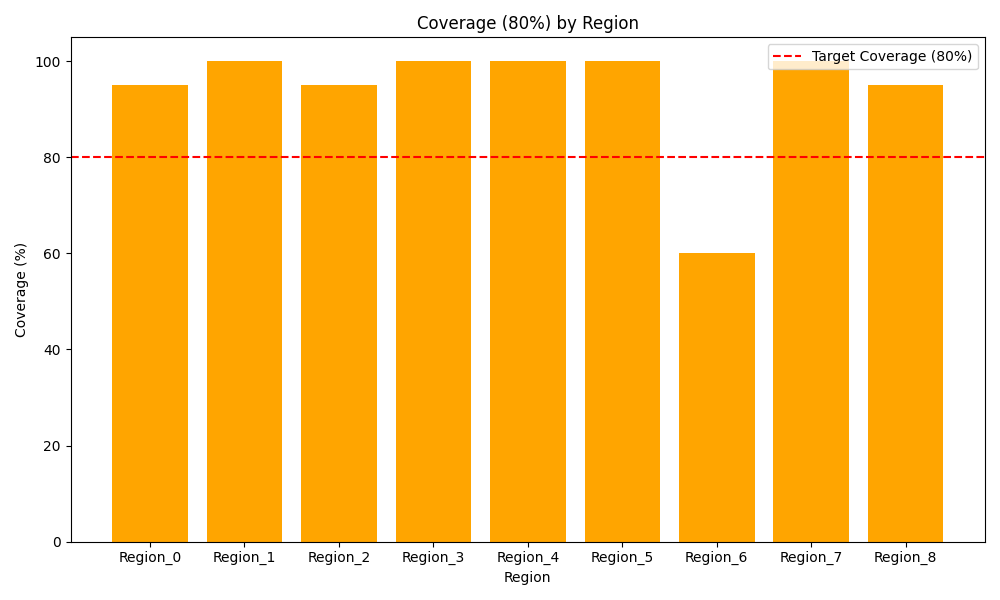 Coverage (80%) by Region
Target Coverage (80%)
Coverage (%)
100
80
60
40
20
0
Region_0 Region_1 Region_2 Region_3 Region_4 Region_5 Region_6 Region_7 Region_8
Region